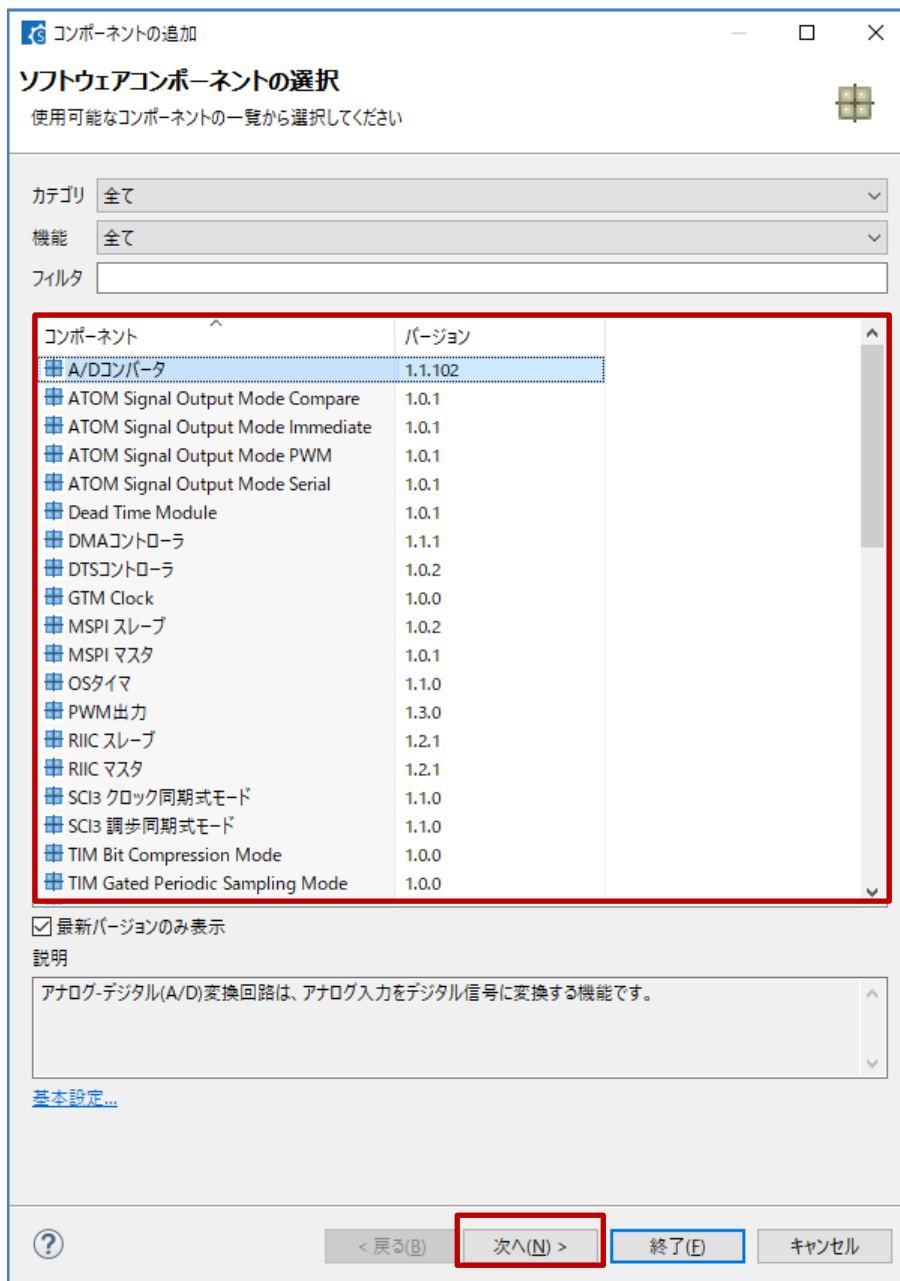 コンポーネントの追加
ソフトウェアコンポーネントの選択
使用可能なコンポーネントの一覧から選択してください
カテゴリ 全て
機能 全て
フィルタ
コンポーネント バージョン
A/Dコンバータ 1.1.102
ATOM Signal Output Mode Compare 1.0.1
ATOM Signal Output Mode Immediate 1.0.1
ATOM Signal Output Mode PWM 1.0.1
ATOM Signal Output Mode Serial 1.0.1
Dead Time Module 1.0.1
DMAコントローラ 1.1.1
DTSコントローラ 1.0.2
GTM Clock 1.0.0
MSPI スレーブ 1.0.2
MSPI マスタ 1.0.1
OSタイマ 1.1.0
PWM出力 1.3.0
RIIC スレーブ 1.2.1
RIIC マスタ 1.2.1
SCI3 クロック同期式モード 1.1.0
SCI3 調歩同期式モード 1.1.0
TIM Bit Compression Mode 1.0.0
TIM Gated Periodic Sampling Mode 1.0.0
最新バージョンのみ表示
説明
アナログ-デジタル(A/D)変換回路は、アナログ入力をデジタル信号に変換する機能です。
基本設定...
? < 戻る(B) 次へ(N) > 終了(F) キャンセル